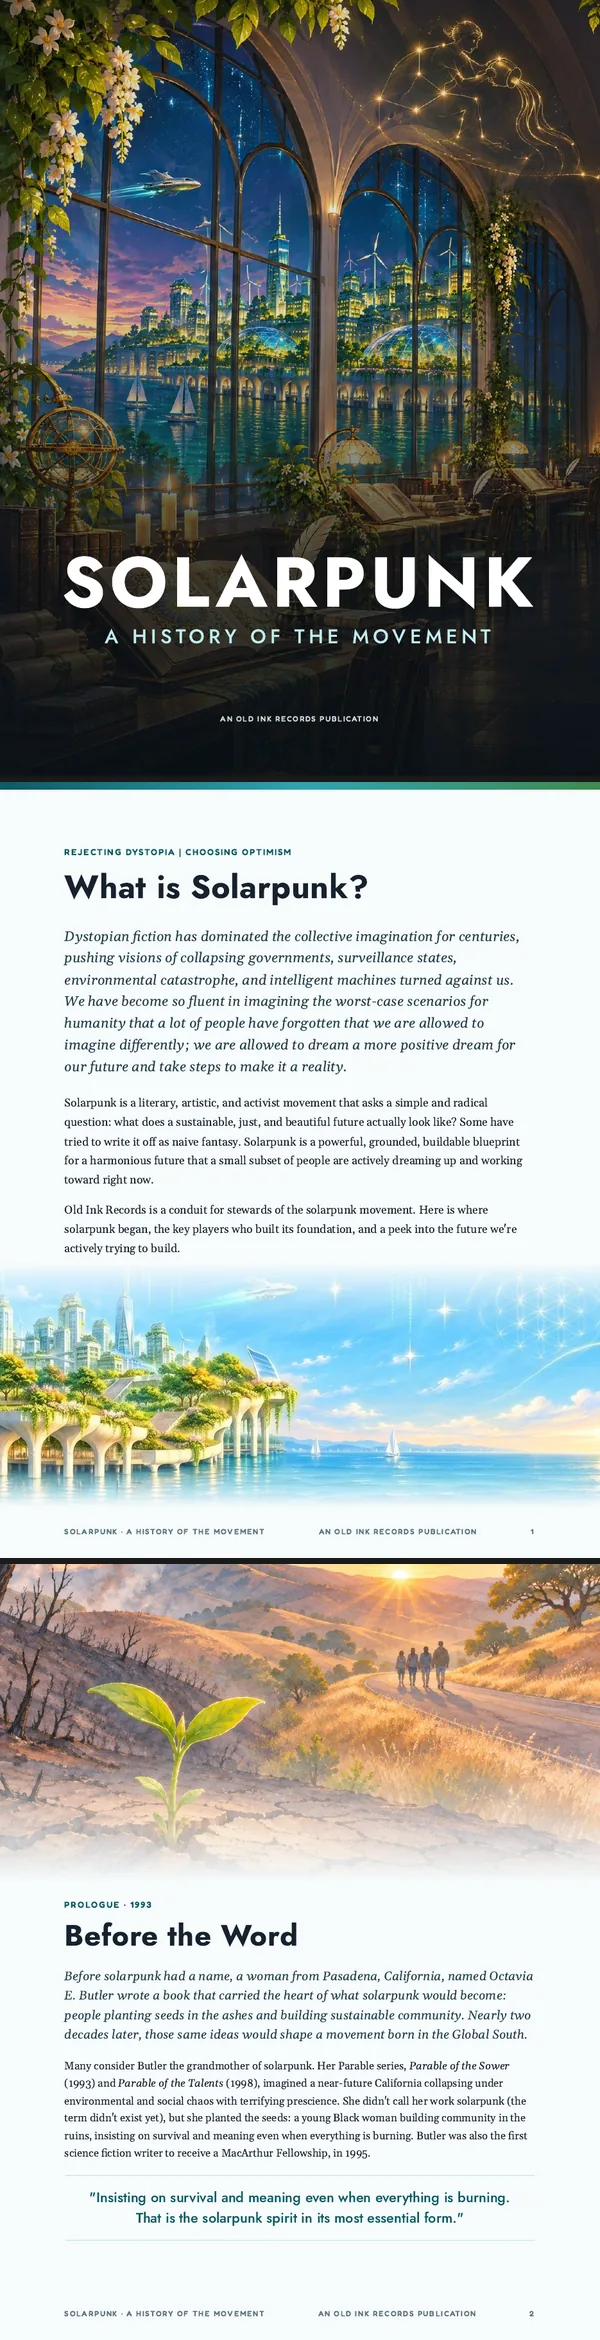 SOLARPUNK
A HISTORY OF THE MOVEMENT
AN OLD INK RECORDS PUBLICATION
REJECTING DYSTOPIA | CHOOSING OPTIMISM
What is Solarpunk?
Dystopian fiction has dominated the collective imagination for centuries,
pushing visions of collapsing governments, surveillance states,
environmental catastrophe, and intelligent machines turned against us.
We have become so fluent in imagining the worst-case scenarios for
humanity that a lot of people have forgotten that we are allowed to
imagine differently; we are allowed to dream a more positive dream for
our future and take steps to make it a reality.
Solarpunk is a literary, artistic, and activist movement that asks a simple and radical
question: what does a sustainable, just, and beautiful future actually look like? Some have
tried to write it off as naive fantasy. Solarpunk is a powerful, grounded, buildable blueprint
for a harmonious future that a small subset of people are actively dreaming up and working
toward right now.
Old Ink Records is a conduit for stewards of the solarpunk movement. Here is where
solarpunk began, the key players who built its foundation, and a peek into the future we're
actively trying to build.
SOLARPUNK · A HISTORY OF THE MOVEMENT AN OLD INK RECORDS PUBLICATION 1
PROLOGUE · 1993
Before the Word
Before solarpunk had a name, a woman from Pasadena, California, named Octavia
E. Butler wrote a book that carried the heart of what solarpunk would become:
people planting seeds in the ashes and building sustainable community. Nearly two
decades later, those same ideas would shape a movement born in the Global South.
Many consider Butler the grandmother of solarpunk. Her Parable series, Parable of the Sower
(1993) and Parable of the Talents (1998), imagined a near-future California collapsing under
environmental and social chaos with terrifying prescience. She didn't call her work solarpunk (the
term didn't exist yet), but she planted the seeds: a young Black woman building community in the
ruins, insisting on survival and meaning even when everything is burning. Butler was also the first
science fiction writer to receive a MacArthur Fellowship, in 1995.
"Insisting on survival and meaning even when everything is burning.
That is the solarpunk spirit in its most essential form."
SOLARPUNK · A HISTORY OF THE MOVEMENT AN OLD INK RECORDS PUBLICATION 2